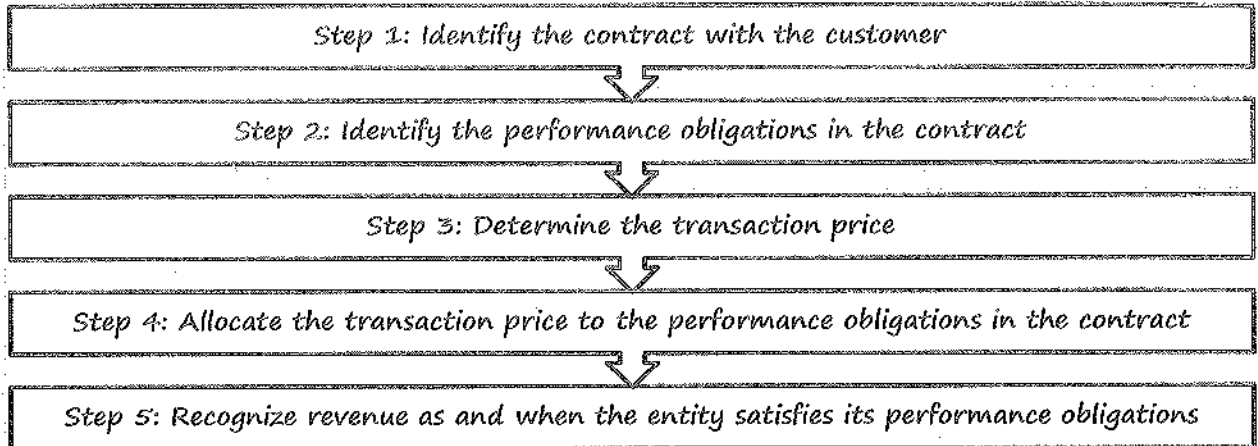 Step 1: Identify the contract with the customer
Step 2: Identify the performance obligations in the contract
Step 3: Determine the transaction price
Step 4: Allocate the transaction price to the performance obligations in the contract
Step 5: Recognize revenue as and when the entity satisfies its performance obligations